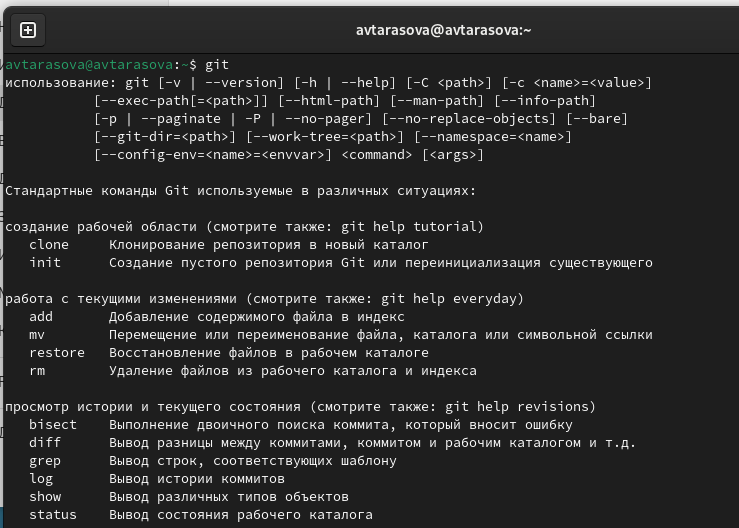 avtarasova@avtarasova:~
avtarasova@avtarasova:~$ git
использование: git [-v | --version] [-h | --help] [-C <path>] [-c <name>=<value>]
           [--exec-path[=<path>]] [--html-path] [--man-path] [--info-path]
           [-p | --paginate | -P | --no-pager] [--no-replace-objects] [--bare]
           [--git-dir=<path>] [--work-tree=<path>] [--namespace=<name>]
           [--config-env=<name>=<envvar>] <command> [<args>]
Стандартные команды Git используемые в различных ситуациях:
создание рабочей области (смотрите также: git help tutorial)
   clone     Клонирование репозитория в новый каталог
   init      Создание пустого репозитория Git или переинициализация существующего
работа с текущими изменениями (смотрите также: git help everyday)
   add       Добавление содержимого файла в индекс
   mv        Перемещение или переименование файла, каталога или символьной ссылки
   restore   Восстановление файлов в рабочем каталоге
   rm        Удаление файлов из рабочего каталога и индекса
просмотр истории и текущего состояния (смотрите также: git help revisions)
   bisect    Выполнение двоичного поиска коммита, который вносит ошибку
   diff      Вывод разницы между коммитами, коммитом и рабочим каталогом и т.д.
   grep      Вывод строк, соответствующих шаблону
   log       Вывод истории коммитов
   show      Вывод различных типов объектов
   status    Вывод состояния рабочего каталога